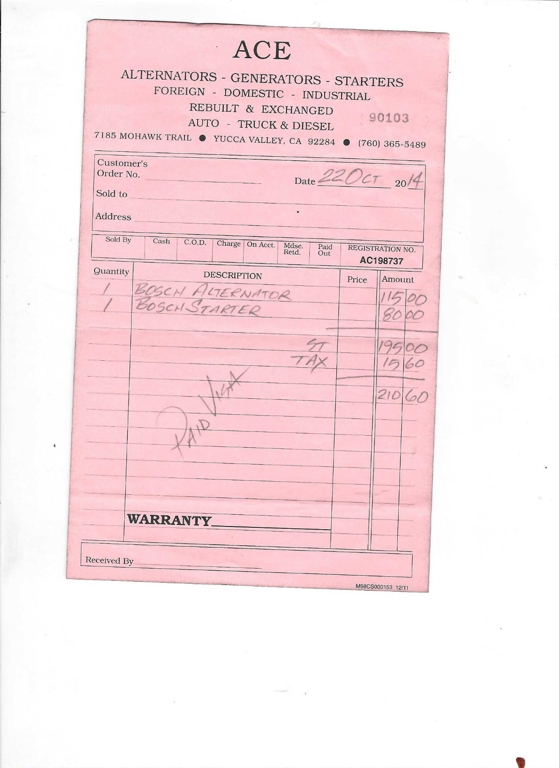 ACE
ALTERNATORS - GENERATORS - STARTERS
FOREIGN - DOMESTIC - INDUSTRIAL
REBUILT & EXCHANGED
90103
AUTO - TRUCK & DIESEL
7185 MOHAWK TRAIL ● YUCCA VALLEY, CA 92284 ● (760) 365-5489
Customer's
Order No.
Date 22 OCT 2014
Sold to
Address
Sold By Cash C.O.D. Charge On Acct. Mdse. Retd. Paid Out REGISTRATION NO.
AC198737
Quantity DESCRIPTION Price Amount
1 BOSCH ALTERNATOR 115 00
1 BOSCH STARTER 80 00
ST 195 00
TAX 15 60
210 60
PAID VISA
WARRANTY
Received By
M98CS000153 12/11